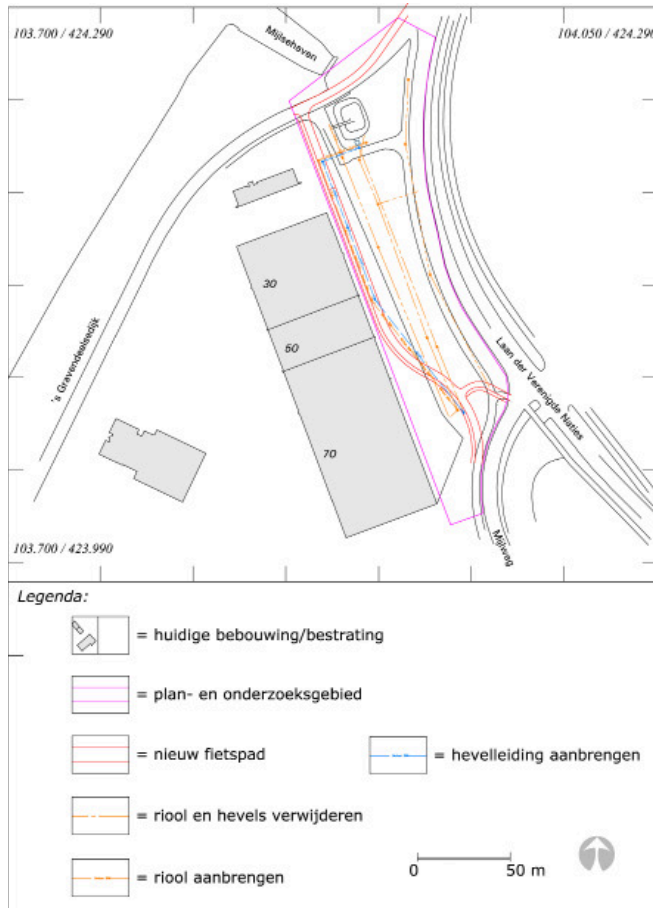 103.700 / 424.290
104.050 / 424.290
Mijlsehaven
's Gravendeelsedijk
30
60
70
Laan der Verenigde Naties
Mijlweg
103.700 / 423.990
Legenda:
= huidige bebouwing/bestrating
= plan- en onderzoeksgebied
= nieuw fietspad
= hevelleiding aanbrengen
= riool en hevels verwijderen
= riool aanbrengen
0 50 m